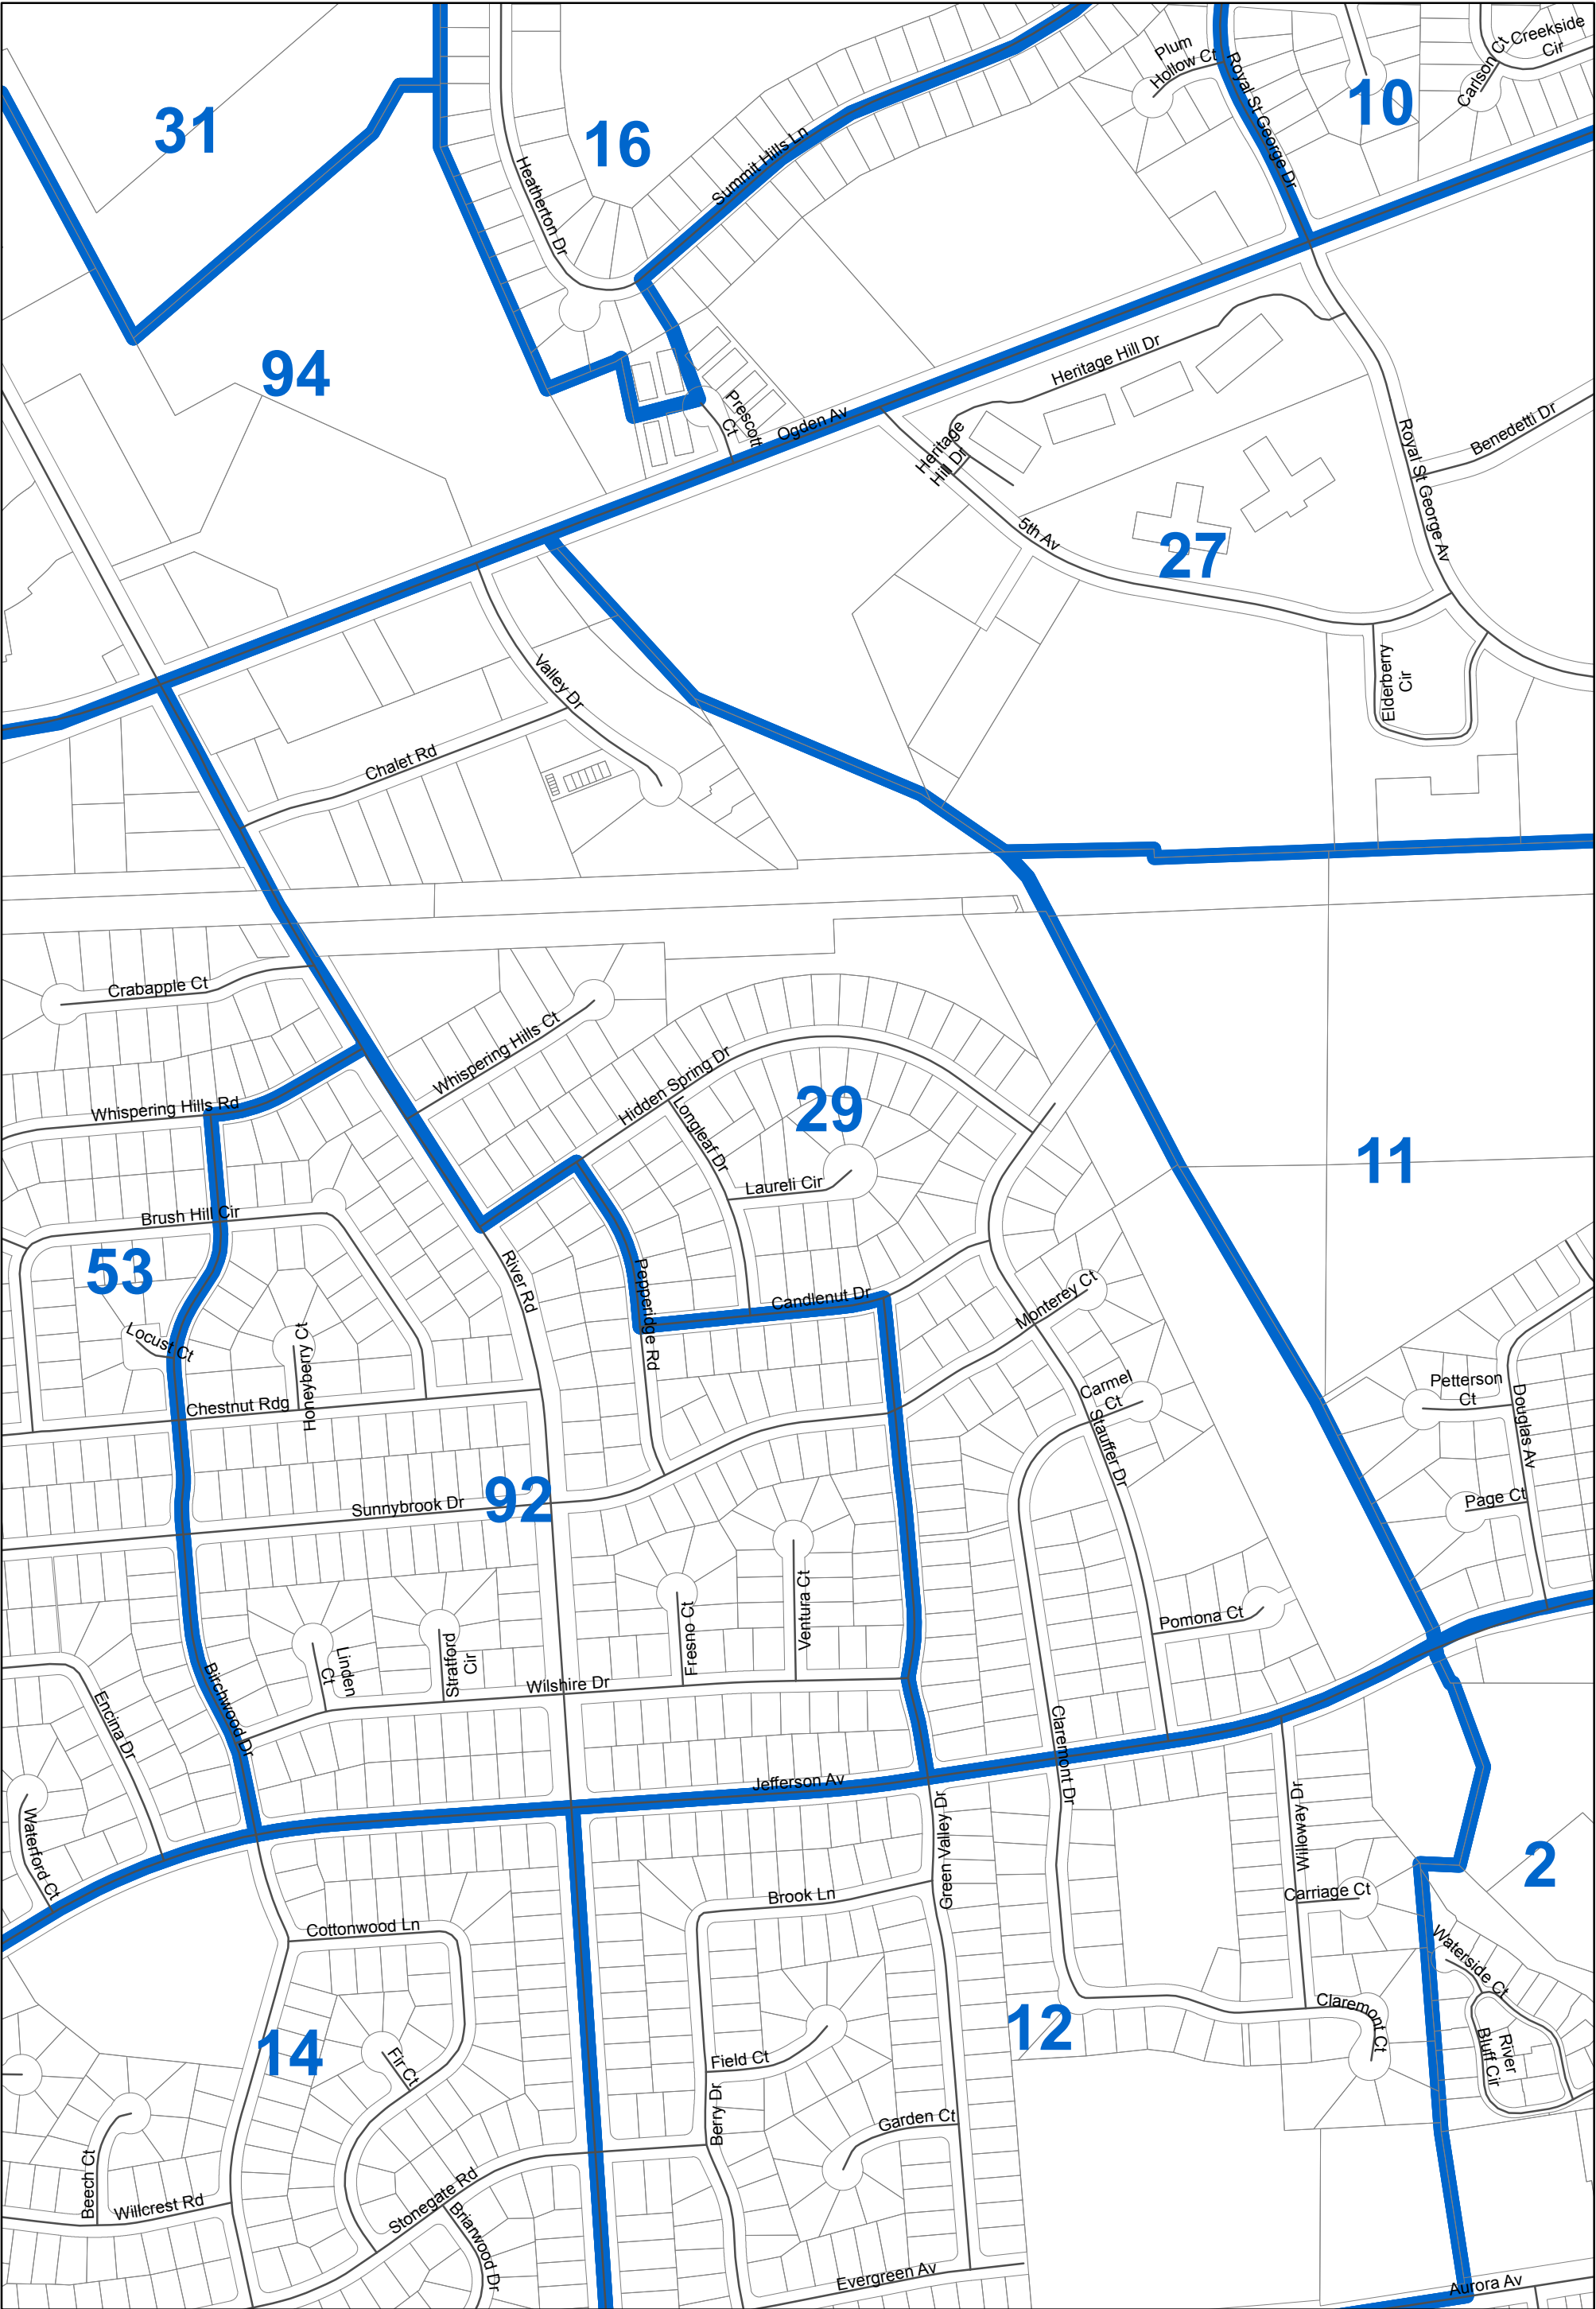 Plum
Hollow Ct
Royal St George Dr
Carlson Ct
Creekside
Cir
31
16
10
Heatherton Dr
Summit Hills Ln
94
Heritage Hill Dr
Prescott
Ct
Ogden Av
Heritage
Hill Dr
Royal St George Av
Benedetti Dr
5th Av
27
Elderberry
Cir
Valley Dr
Chalet Rd
Crabapple Ct
Whispering Hills Ct
Hidden Spring Dr
Whispering Hills Rd
Longleaf Dr
29
11
Laureli Cir
Brush Hill Cir
53
River Rd
Pepperidge Rd
Candlenut Dr
Monterey Ct
Locust Ct
Honeyberry Ct
Chestnut Rdg
Carmel
Ct
Stauffer Dr
Petterson
Ct
Douglas Av
92
Sunnybrook Dr
Page Ct
Fresno Ct
Ventura Ct
Pomona Ct
Linden
Ct
Stratford
Cir
Wilshire Dr
Encina Dr
Birchwood Dr
Claremont Dr
Jefferson Av
Waterford Ct
Green Valley Dr
Willoway Dr
2
Brook Ln
Carriage Ct
Cottonwood Ln
Waterside Ct
14
Fir Ct
12
Claremont Ct
River
Bluff Cir
Field Ct
Berry Dr
Garden Ct
Beech Ct
Willcrest Rd
Stonegate Rd
Briarwood Dr
Evergreen Av
Aurora Av